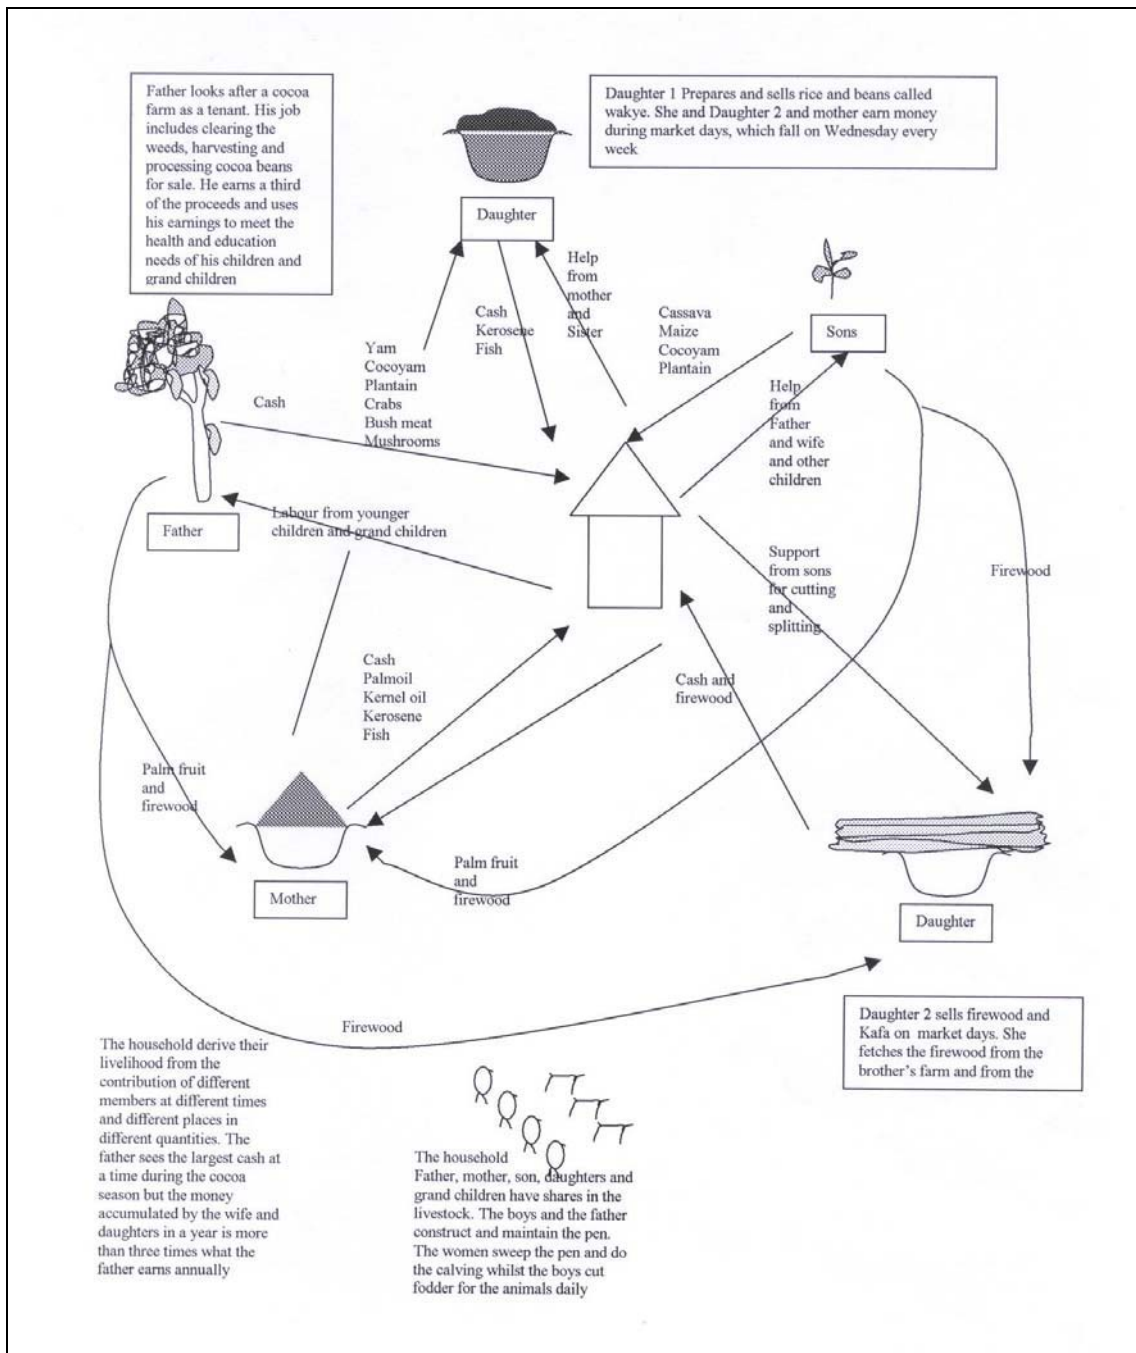 Father looks after a cocoa
farm as a tenant. His job
includes clearing the
weeds, harvesting and
processing cocoa beans
for sale. He earns a third
of the proceeds and uses
his earnings to meet the
health and education
needs of his children and
grand children
Daughter 1 Prepares and sells rice and beans called
wakye. She and Daughter 2 and mother earn money
during market days, which fall on Wednesday every
week
Daughter
Help
from
mother
and
Sister
Cash
Kerosene
Fish
Cassava
Maize
Cocoyam
Plantain
Sons
Yam
Cocoyam
Plantain
Crabs
Bush meat
Mushrooms
Cash
Help
from
Father
and wife
and other
children
Father
Labour from younger
children and grand children
Support
from sons
for cutting
and
splitting
Firewood
Cash
Palmoil
Kernel oil
Kerosene
Fish
Cash and
firewood
Palm fruit
and
firewood
Mother
Palm fruit
and
firewood
Daughter
Firewood
Daughter 2 sells firewood and
Kafa on market days. She
fetches the firewood from the
brother's farm and from the
The household derive their
livelihood from the
contribution of different
members at different times
and different places in
different quantities. The
father sees the largest cash at
a time during the cocoa
season but the money
accumulated by the wife and
daughters in a year is more
than three times what the
father earns annually
The household
Father, mother, son, daughters and
grand children have shares in the
livestock. The boys and the father
construct and maintain the pen.
The women sweep the pen and do
the calving whilst the boys cut
fodder for the animals daily